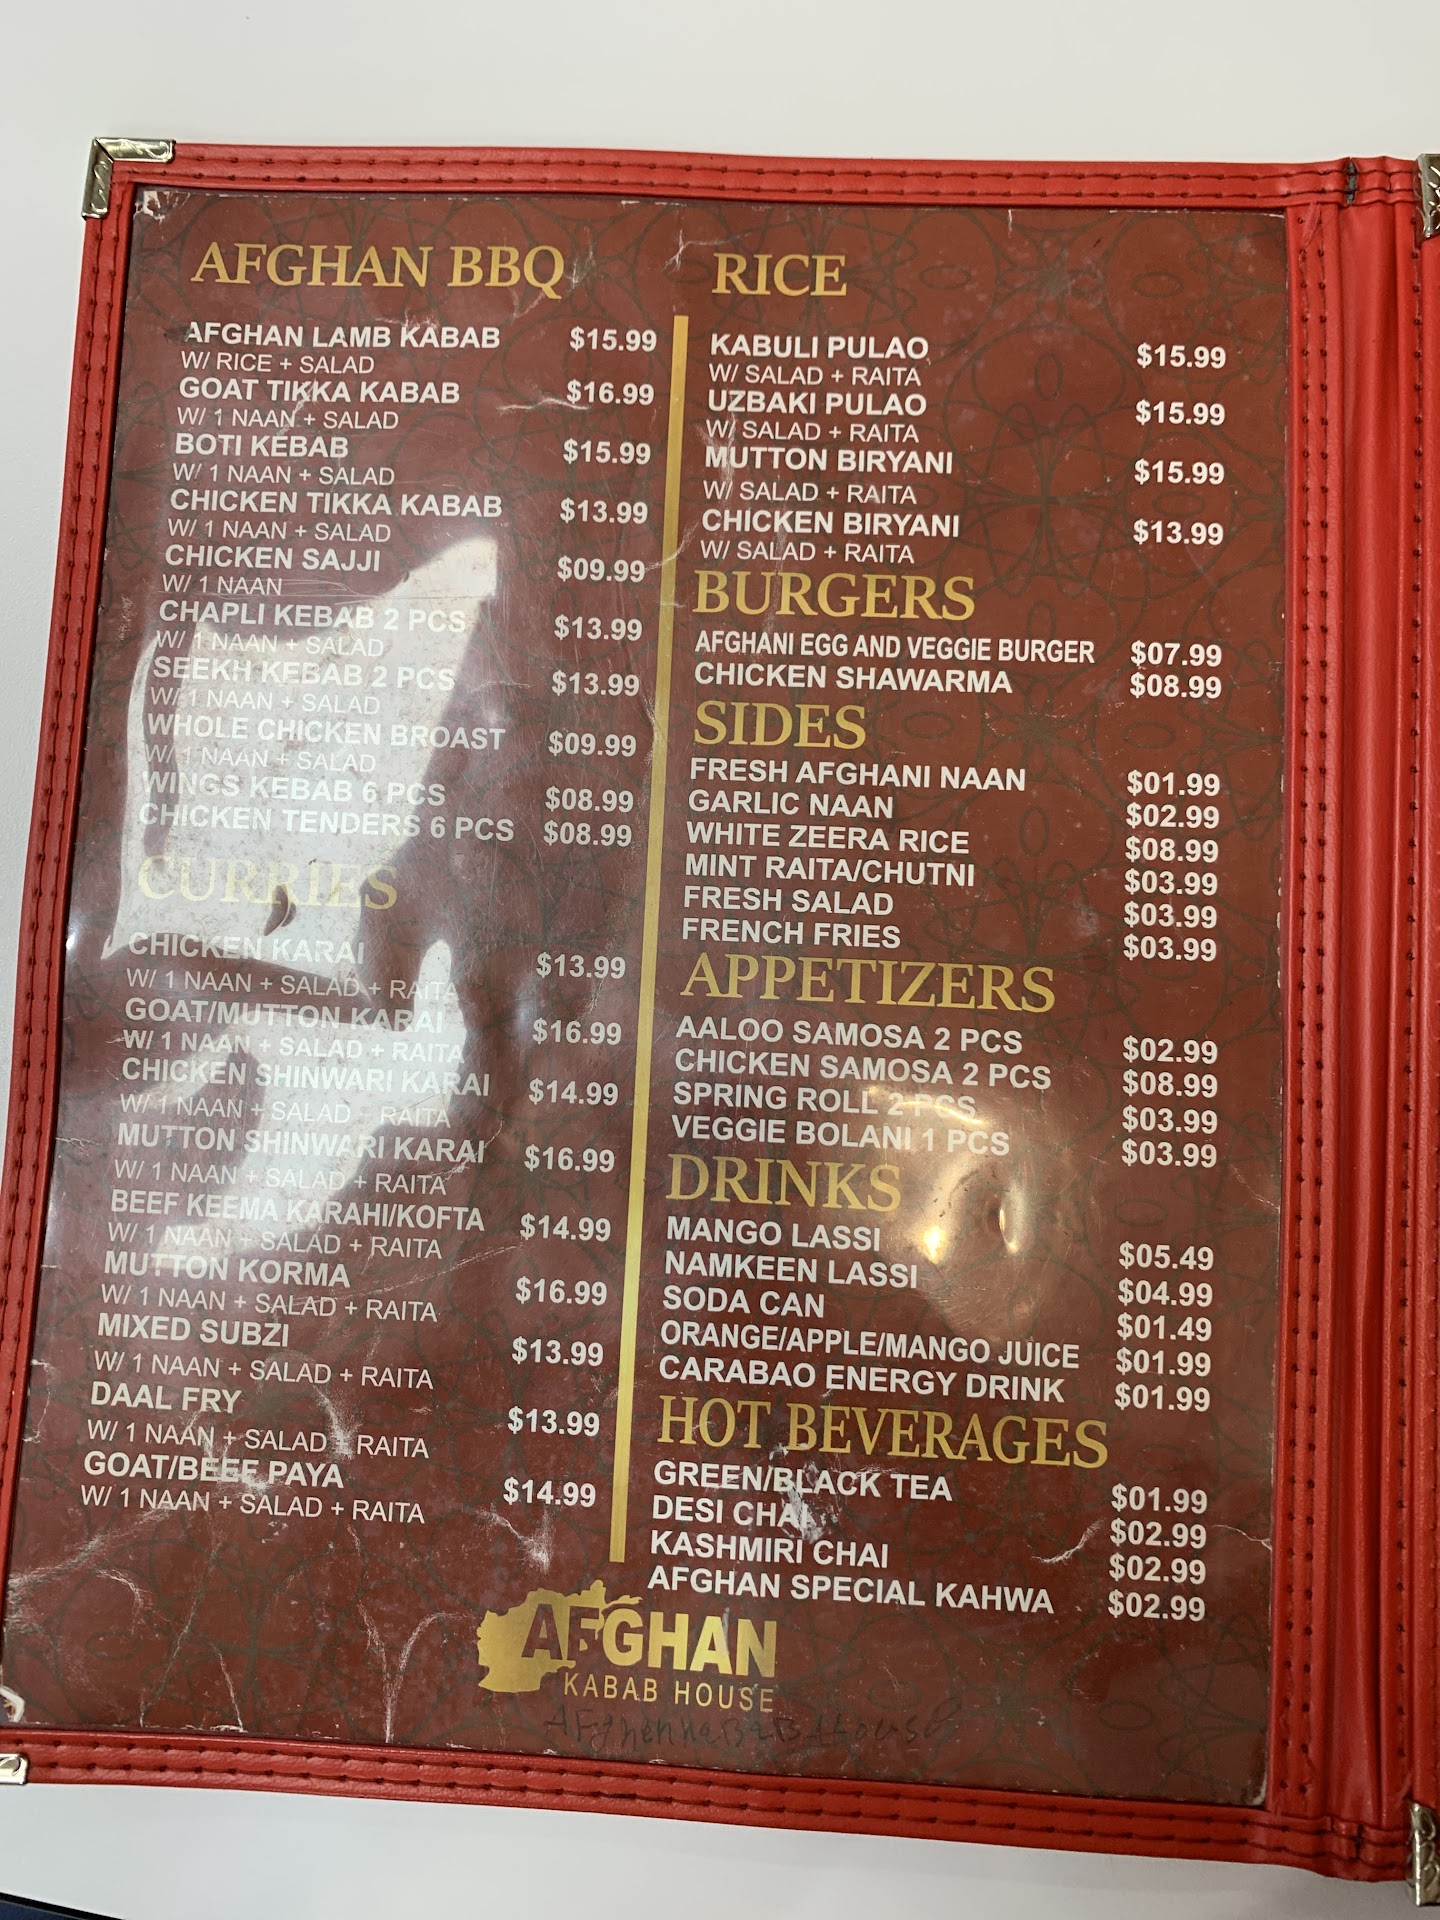 AFGHAN BBQ
AFGHAN LAMB KABAB $15.99
W/ RICE + SALAD
GOAT TIKKA KABAB $16.99
W/ 1 NAAN + SALAD
BOTI KEBAB $15.99
W/ 1 NAAN + SALAD
CHICKEN TIKKA KABAB $13.99
W/ 1 NAAN + SALAD
CHICKEN SAJJI $09.99
W/ 1 NAAN
CHAPLI KEBAB 2 PCS $13.99
W/ 1 NAAN + SALAD
SEEKH KEBAB 2 PCS $13.99
W/ 1 NAAN + SALAD
WHOLE CHICKEN BROAST $09.99
W/ 1 NAAN + SALAD
WINGS KEBAB 6 PCS $08.99
CHICKEN TENDERS 6 PCS $08.99
CURRIES
CHICKEN KARAI $13.99
W/ 1 NAAN + SALAD + RAITA
GOAT/MUTTON KARAI $16.99
W/ 1 NAAN + SALAD + RAITA
CHICKEN SHINWARI KARAI $14.99
W/ 1 NAAN + SALAD + RAITA
MUTTON SHINWARI KARAI $16.99
W/ 1 NAAN + SALAD + RAITA
BEEF KEEMA KARAHI/KOFTA $14.99
W/ 1 NAAN + SALAD + RAITA
MUTTON KORMA $16.99
W/ 1 NAAN + SALAD + RAITA
MIXED SUBZI $13.99
W/ 1 NAAN + SALAD + RAITA
DAAL FRY $13.99
W/ 1 NAAN + SALAD + RAITA
GOAT/BEEF PAYA $14.99
W/ 1 NAAN + SALAD + RAITA
RICE
KABULI PULAO $15.99
W/ SALAD + RAITA
UZBAKI PULAO $15.99
W/ SALAD + RAITA
MUTTON BIRYANI $15.99
W/ SALAD + RAITA
CHICKEN BIRYANI $13.99
W/ SALAD + RAITA
BURGERS
AFGHANI EGG AND VEGGIE BURGER $07.99
CHICKEN SHAWARMA $08.99
SIDES
FRESH AFGHANI NAAN $01.99
GARLIC NAAN $02.99
WHITE ZEERA RICE $08.99
MINT RAITA/CHUTNI $03.99
FRESH SALAD $03.99
FRENCH FRIES $03.99
APPETIZERS
AALOO SAMOSA 2 PCS $02.99
CHICKEN SAMOSA 2 PCS $08.99
SPRING ROLL 2 PCS $03.99
VEGGIE BOLANI 1 PCS $03.99
DRINKS
MANGO LASSI $05.49
NAMKEEN LASSI $04.99
SODA CAN $01.49
ORANGE/APPLE/MANGO JUICE $01.99
CARABAO ENERGY DRINK $01.99
HOT BEVERAGES
GREEN/BLACK TEA $01.99
DESI CHAI $02.99
KASHMIRI CHAI $02.99
AFGHAN SPECIAL KAHWA $02.99
AFGHAN
KABAB HOUSE